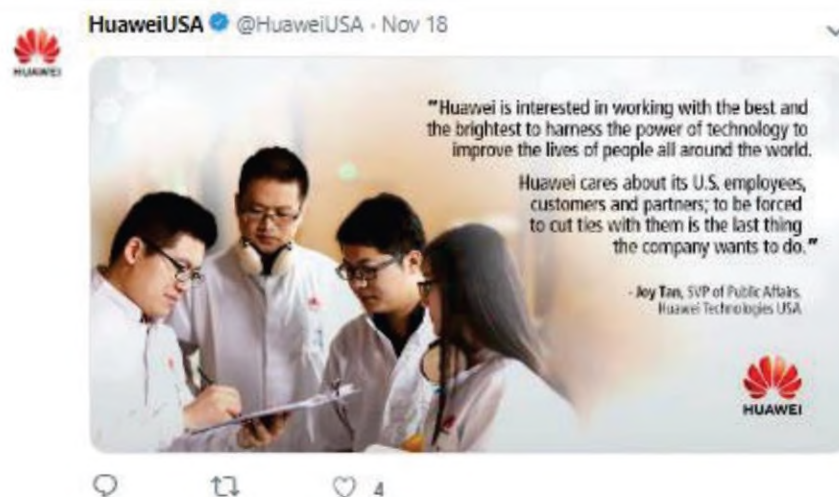 HuaweiUSA @HuaweiUSA · Nov 18
HUAWEI
"Huawei is interested in working with the best and
the brightest to harness the power of technology to
improve the lives of people all around the world.
Huawei cares about its U.S. employees,
customers and partners; to be forced
to cut ties with them is the last thing
the company wants to do."
- Joy Tan, SVP of Public Affairs,
Huawei Technologies USA
HUAWEI
4